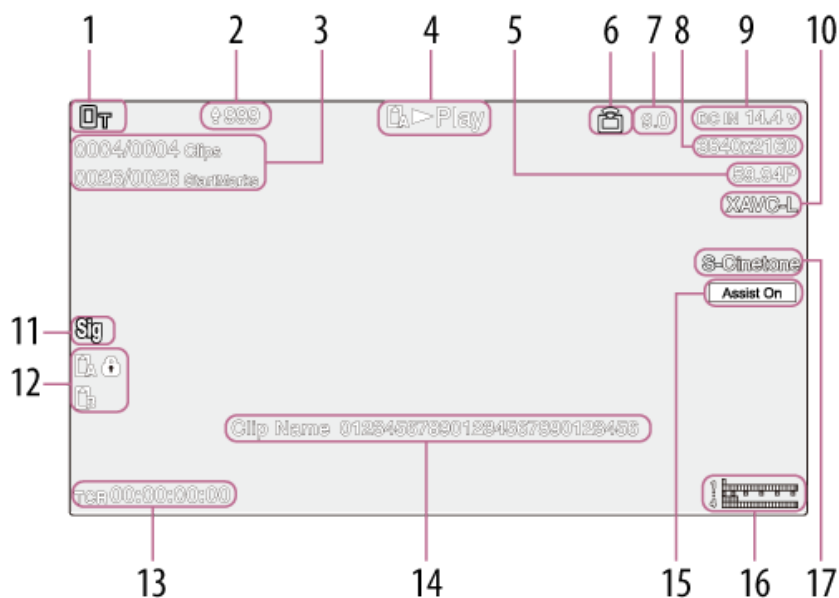 1 2 3 4 5 6 7 8 9 10
T 999 A Play 9.0 DC IN 14.4 V
0004/0004 Clips 3840x2160
0026/0026 StartMarks 59.94P
XAVC-L
S-Cinetone
Assist On
11 Sig
12 A
B
Clip Name 012345678901234567890123456
TCR 00:00:00:00
13 14 15 16 17